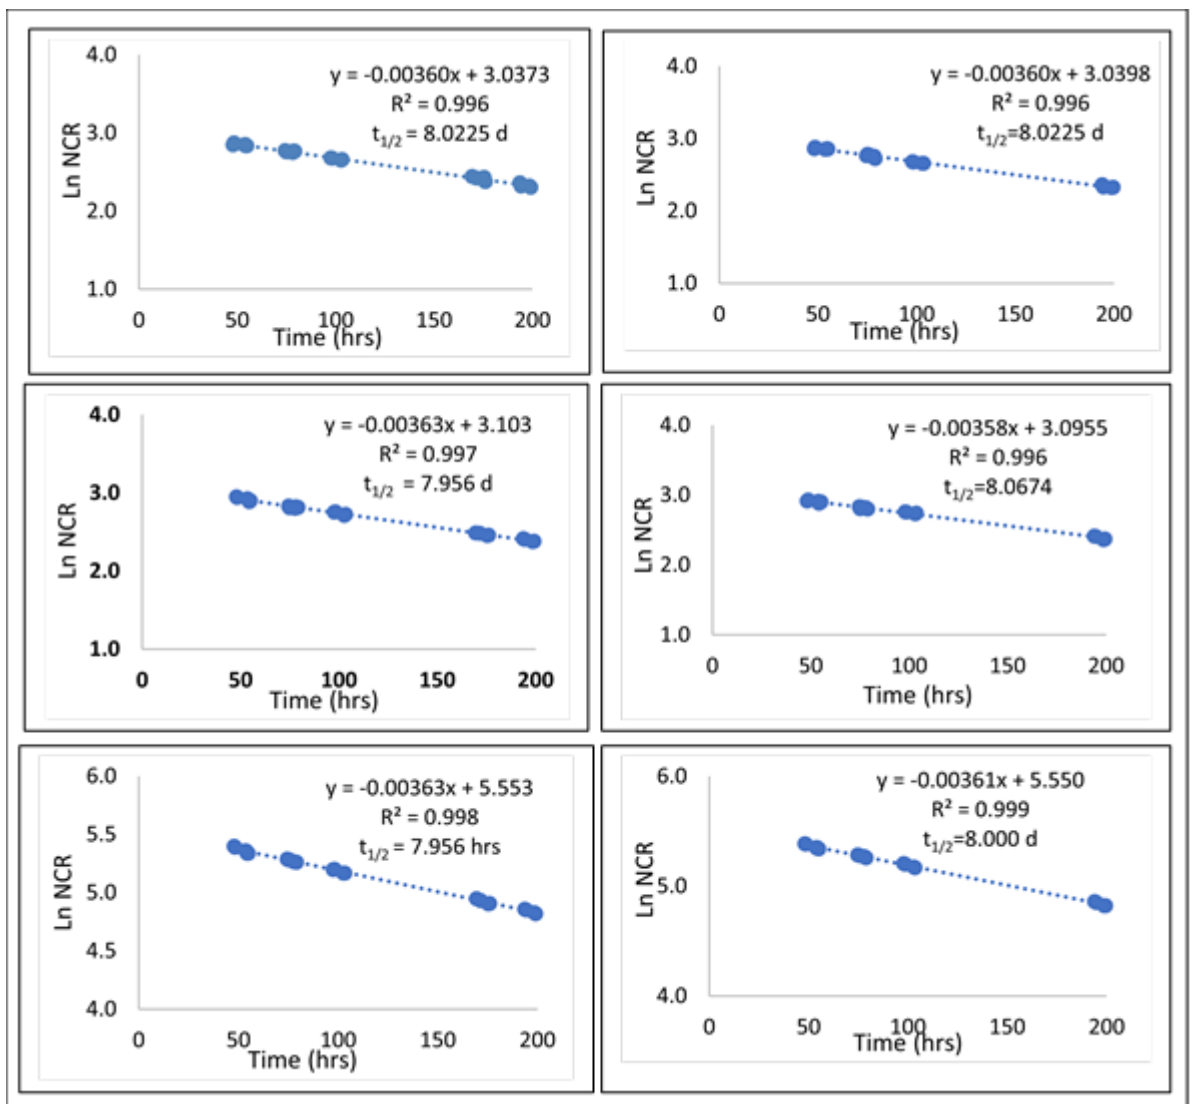 4.0
3.0
2.0
1.0
Ln NCR
y = -0.00360x + 3.0373
R² = 0.996
t1/2 = 8.0225 d
0 50 100 150 200
Time (hrs)
4.0
3.0
2.0
1.0
Ln NCR
y = -0.00360x + 3.0398
R² = 0.996
t1/2=8.0225 d
0 50 100 150 200
Time (hrs)
4.0
3.0
2.0
1.0
Ln NCR
y = -0.00363x + 3.103
R² = 0.997
t1/2 = 7.956 d
0 50 100 150 200
Time (hrs)
4.0
3.0
2.0
1.0
Ln NCR
y = -0.00358x + 3.0955
R² = 0.996
t1/2=8.0674
0 50 100 150 200
Time (hrs)
6.0
5.5
5.0
4.5
4.0
Ln NCR
y = -0.00363x + 5.553
R² = 0.998
t1/2 = 7.956 hrs
0 50 100 150 200
Time (hrs)
6.0
5.0
4.0
Ln NCR
y = -0.00361x + 5.550
R² = 0.999
t1/2=8.000 d
0 50 100 150 200
Time (hrs)